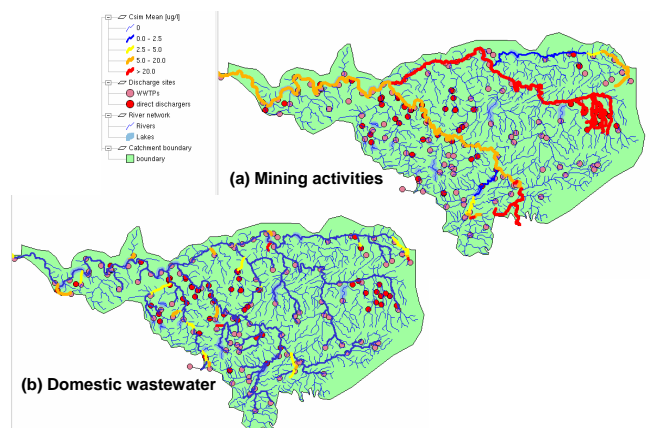 Csim Mean [ug/l]
0
0.0 - 2.5
2.5 - 5.0
5.0 - 20.0
> 20.0
Discharge sites
WWTPs
direct dischargers
River network
Rivers
Lakes
Catchment boundary
boundary
(a) Mining activities
(b) Domestic wastewater